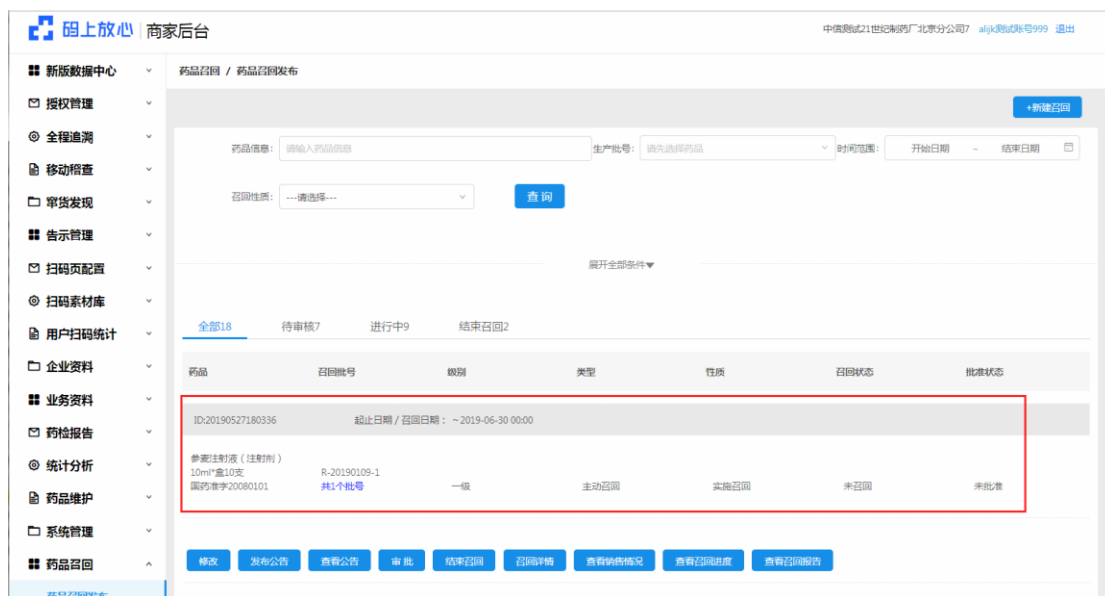 码上放心 商家后台
中信测试21世纪制药厂北京分公司7 alijk测试账号999 退出
新版数据中心
授权管理
全程追溯
移动稽查
窜货发现
告示管理
扫码页配置
扫码素材库
用户扫码统计
企业资料
业务资料
药检报告
统计分析
药品维护
系统管理
药品召回
药品召回发布
药品召回 / 药品召回发布
+新建召回
药品信息: 请输入药品信息 生产批号: 请先选择药品 时间范围: 开始日期 ~ 结束日期
召回性质: ---请选择--- 查询
展开全部条件▼
全部18 待审核7 进行中9 结束召回2
药品 召回批号 级别 类型 性质 召回状态 批准状态
ID:20190527180336 起止日期 / 召回日期: ~2019-06-30 00:00
参麦注射液(注射剂)
10ml*盒10支 R-20190109-1
国药准字20080101 共1个批号 一级 主动召回 实施召回 未召回 未批准
修改 发布公告 查看公告 审批 结束召回 召回详情 查看销售情况 查看召回进度 查看召回报告